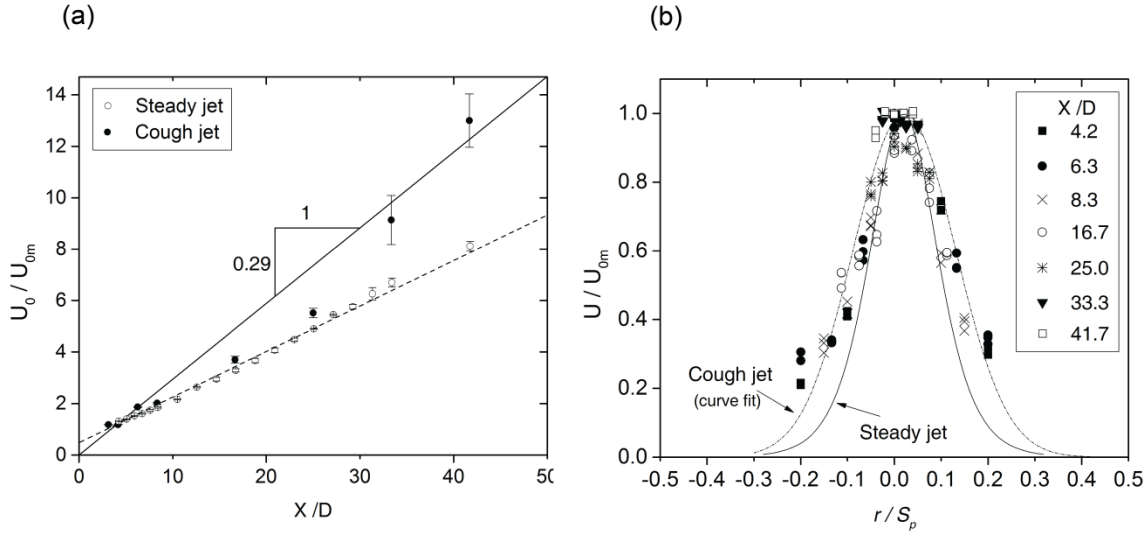 (a)
Steady jet
Cough jet
1
0.29
U0 / U0m
14
12
10
8
6
4
2
0
0 10 20 30 40 50
X /D
(b)
X /D
4.2
6.3
8.3
16.7
25.0
33.3
41.7
Cough jet
(curve fit)
Steady jet
U / U0m
1.0
0.8
0.6
0.4
0.2
0.0
-0.5 -0.4 -0.3 -0.2 -0.1 0.0 0.1 0.2 0.3 0.4 0.5
r / Sp